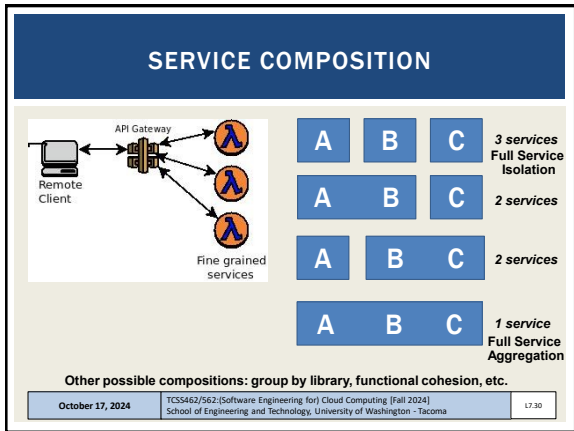 SERVICE COMPOSITION
API Gateway
λ
λ
λ
Remote
Client
Fine grained
services
A B C
3 services
Full Service
Isolation
A B C
2 services
A B C
2 services
A B C
1 service
Full Service
Aggregation
Other possible compositions: group by library, functional cohesion, etc.
October 17, 2024
TCSS462/562:(Software Engineering for) Cloud Computing [Fall 2024]
School of Engineering and Technology, University of Washington - Tacoma
L7.30